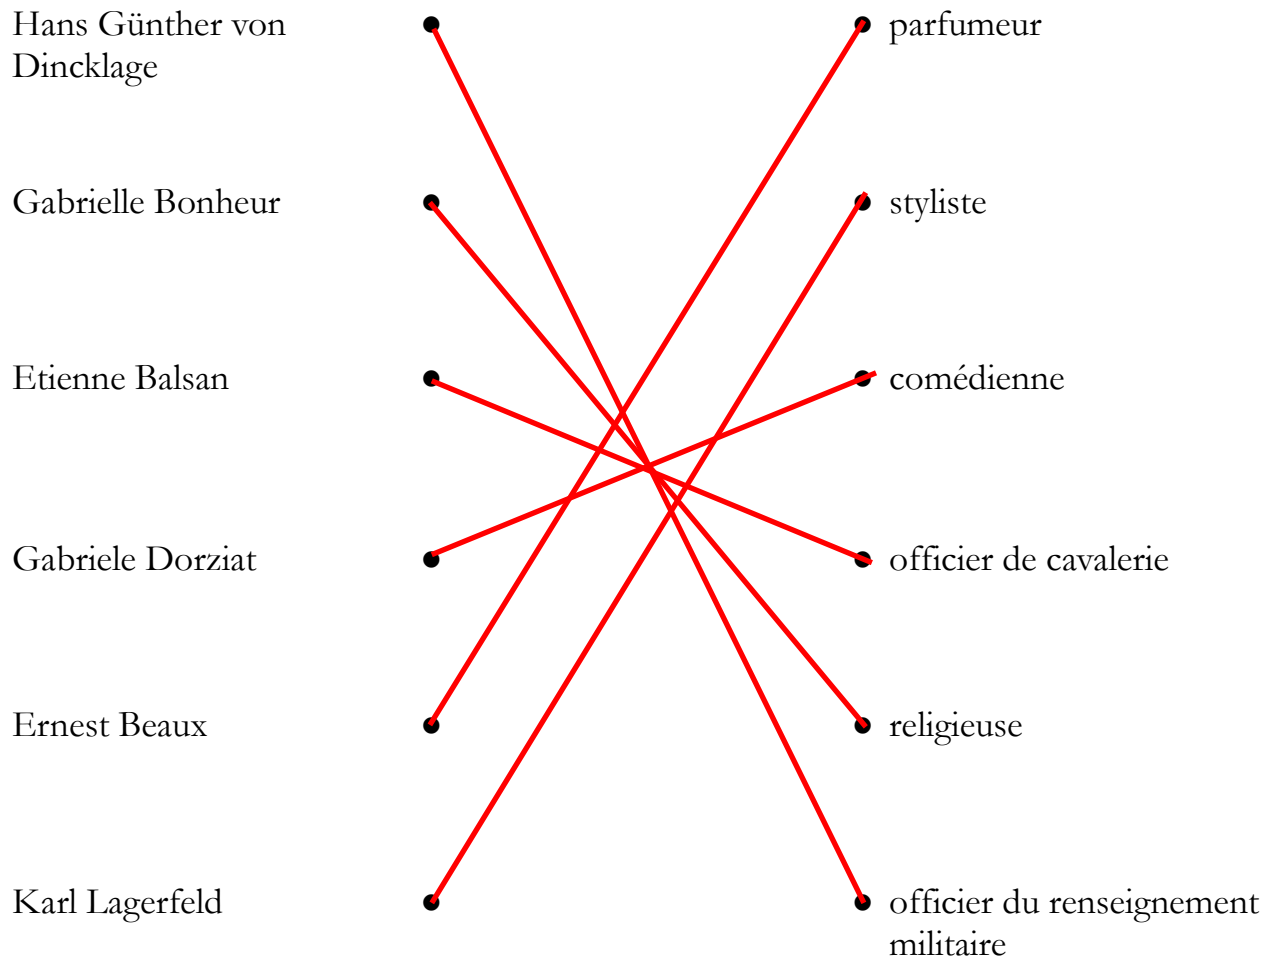 Hans Günther von
Dincklage
parfumeur
Gabrielle Bonheur
styliste
Etienne Balsan
comédienne
Gabriele Dorziat
officier de cavalerie
Ernest Beaux
religieuse
Karl Lagerfeld
officier du renseignement
militaire